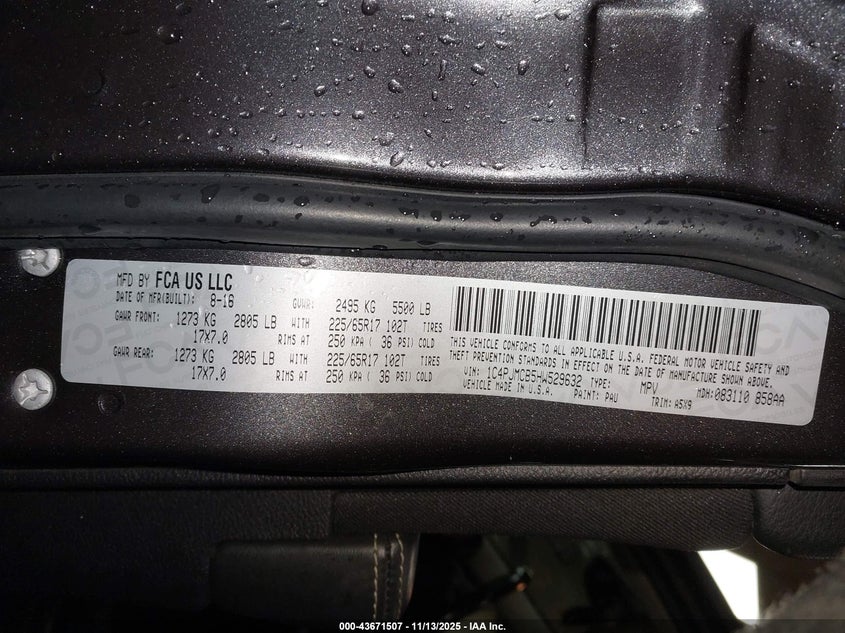 MFD BY FCA US LLC
DATE OF MFR(BUILT): 8-16 GVWR: 2495 KG 5500 LB
GAWR FRONT: 1273 KG 2805 LB WITH 225/65R17 102T TIRES
17X7.0 RIMS AT 250 KPA ( 36 PSI) COLD
GAWR REAR: 1273 KG 2805 LB WITH 225/65R17 102T TIRES
17X7.0 RIMS AT 250 KPA ( 36 PSI) COLD
THIS VEHICLE CONFORMS TO ALL APPLICABLE U.S.A. FEDERAL MOTOR VEHICLE SAFETY AND
THEFT PREVENTION STANDARDS IN EFFECT ON THE DATE OF MANUFACTURE SHOWN ABOVE.
VIN: 1C4PJMCB5HW529632 TYPE: MPV MDH: 083110 858AA
VEHICLE MADE IN U.S.A. PAINT: PAU TRIM: A5X9
000-43671507 - 11/13/2025 - IAA Inc.